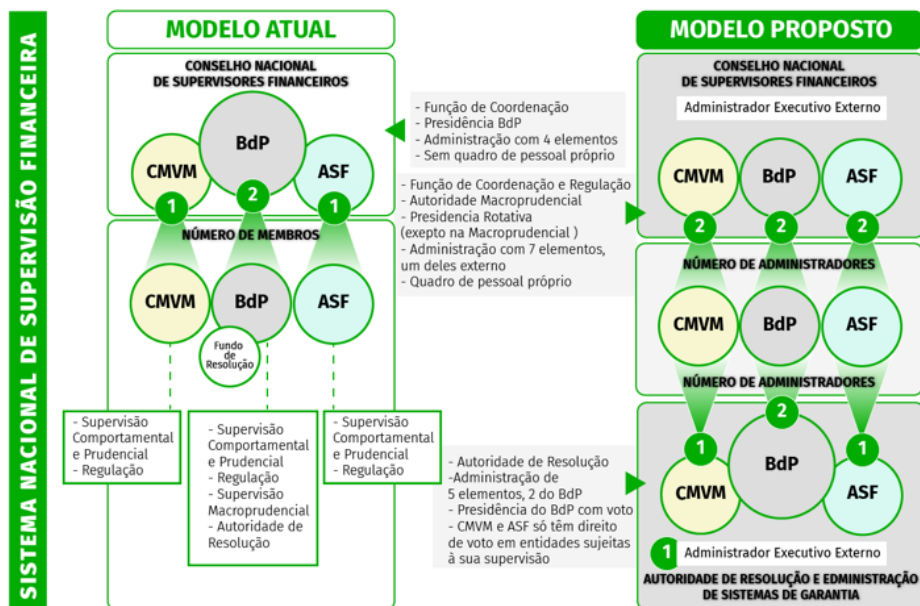 SISTEMA NACIONAL DE SUPERVISÃO FINANCEIRA
MODELO ATUAL
CONSELHO NACIONAL
DE SUPERVISORES FINANCEIROS
CMVM
BdP
ASF
1
2
1
NÚMERO DE MEMBROS
CMVM
BdP
ASF
Fundo
de
Resolução
- Supervisão
Comportamental
e Prudencial
- Regulação
- Supervisão
Comportamental
e Prudencial
- Regulação
- Supervisão
Macroprudencial
- Autoridade de
Resolução
- Supervisão
Comportamental
e Prudencial
- Regulação
- Função de Coordenação
- Presidência BdP
- Administração com 4 elementos
- Sem quadro de pessoal próprio
- Função de Coordenação e Regulação
- Autoridade Macroprudencial
- Presidencia Rotativa
(exepto na Macroprudencial )
- Administração com 7 elementos,
um deles externo
- Quadro de pessoal próprio
- Autoridade de Resolução
-Administração de
5 elementos, 2 do BdP
- Presidência do BdP com voto
- CMVM e ASF só têm direito
de voto em entidades sujeitas
à sua supervisão
MODELO PROPOSTO
CONSELHO NACIONAL
DE SUPERVISORES FINANCEIROS
Administrador Executivo Externo
CMVM
BdP
ASF
2
2
2
NÚMERO DE ADMINISTRADORES
CMVM
BdP
ASF
NÚMERO DE ADMINISTRADORES
1
2
1
CMVM
BdP
ASF
1 Administrador Executivo Externo
AUTORIDADE DE RESOLUÇÃO E EDMINISTRAÇÃO
DE SISTEMAS DE GARANTIA